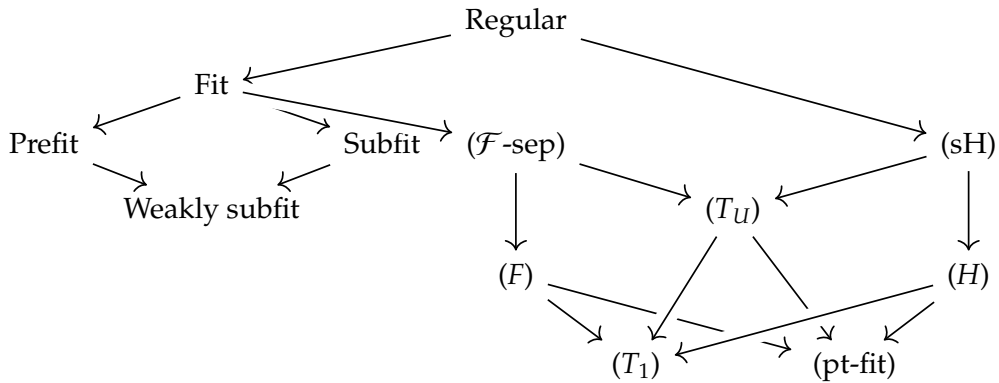 Regular
Fit
Prefit Subfit (ℱ-sep) (sH)
Weakly subfit (T_U)
(F) (H)
(T_1) (pt-fit)